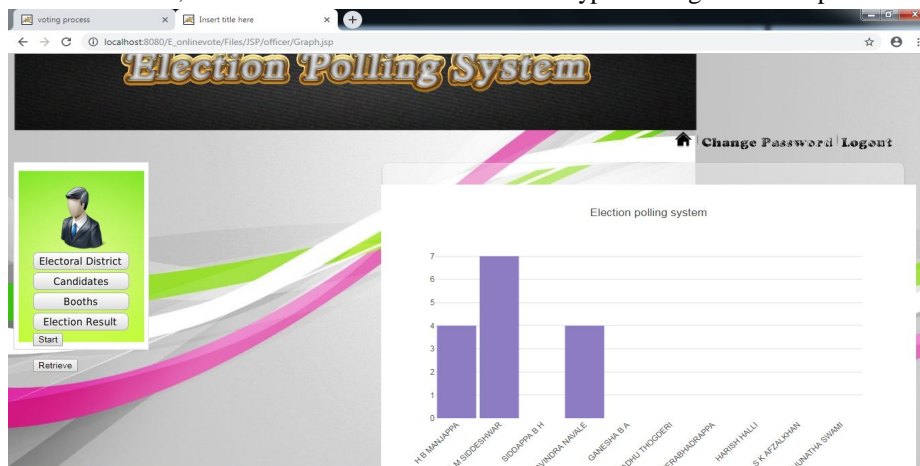 voting process
Insert title here
localhost:8080/E_onlinevote/Files/JSP/officer/Graph.jsp
Election Polling System
Change Password Logout
Electoral District
Candidates
Booths
Election Result
Start
Retrieve
Election polling system
7
6
5
4
3
2
1
0
H B MANJAPPA
M SIDDESHWAR
SIDDAPPA B H
NAVALE
GANESHA B A
THOGDERI
HARISH HALLI
S K AFZALKHAN
SWAMI